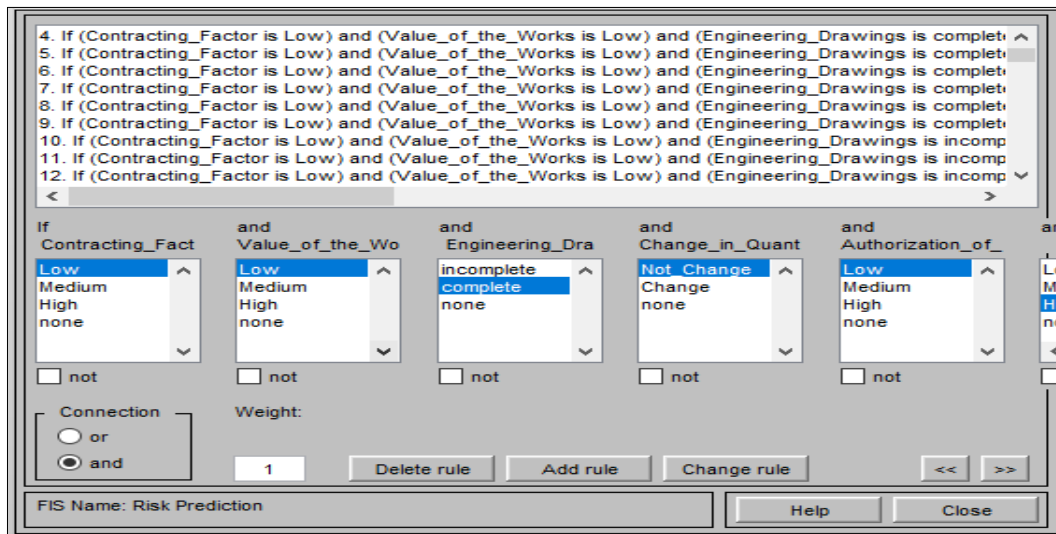 4. If (Contracting_Factor is Low) and (Value_of_the_Works is Low) and (Engineering_Drawings is complet
5. If (Contracting_Factor is Low) and (Value_of_the_Works is Low) and (Engineering_Drawings is complet
6. If (Contracting_Factor is Low) and (Value_of_the_Works is Low) and (Engineering_Drawings is complet
7. If (Contracting_Factor is Low) and (Value_of_the_Works is Low) and (Engineering_Drawings is complet
8. If (Contracting_Factor is Low) and (Value_of_the_Works is Low) and (Engineering_Drawings is complet
9. If (Contracting_Factor is Low) and (Value_of_the_Works is Low) and (Engineering_Drawings is complet
10. If (Contracting_Factor is Low) and (Value_of_the_Works is Low) and (Engineering_Drawings is incomp
11. If (Contracting_Factor is Low) and (Value_of_the_Works is Low) and (Engineering_Drawings is incomp
12. If (Contracting_Factor is Low) and (Value_of_the_Works is Low) and (Engineering_Drawings is incomp
If and and and and
Contracting_Fact Value_of_the_Wo Engineering_Dra Change_in_Quant Authorization_of_
Low Low incomplete Not_Change Low
Medium Medium complete Change Medium
High High none none High
none none none
not not not not not
Connection Weight:
or
and 1 Delete rule Add rule Change rule << >>
FIS Name: Risk Prediction Help Close